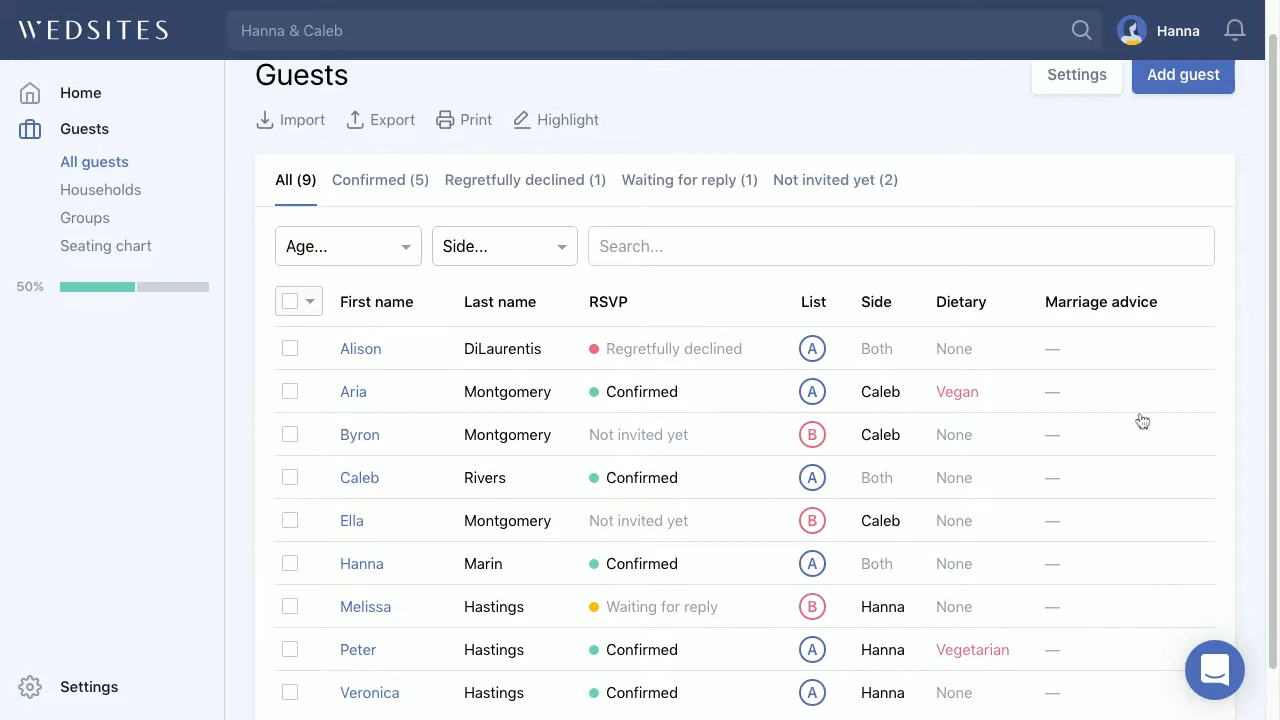 WEDSITES
Hanna & Caleb
Hanna
Home
Guests
All guests
Households
Groups
Seating chart
50%
Settings
Guests
Settings
Add guest
Import Export Print Highlight
All (9) Confirmed (5) Regretfully declined (1) Waiting for reply (1) Not invited yet (2)
Age... Side... Search...
First name Last name RSVP List Side Dietary Marriage advice
Alison DiLaurentis Regretfully declined A Both None —
Aria Montgomery Confirmed A Caleb Vegan —
Byron Montgomery Not invited yet B Caleb None —
Caleb Rivers Confirmed A Both None —
Ella Montgomery Not invited yet B Caleb None —
Hanna Marin Confirmed A Both None —
Melissa Hastings Waiting for reply B Hanna None —
Peter Hastings Confirmed A Hanna Vegetarian —
Veronica Hastings Confirmed A Hanna None —